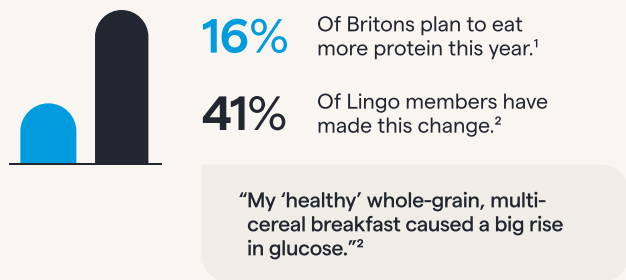 16%
Of Britons plan to eat
more protein this year.¹
41%
Of Lingo members have
made this change.²
“My ‘healthy’ whole-grain, multi-
cereal breakfast caused a big rise
in glucose.”²